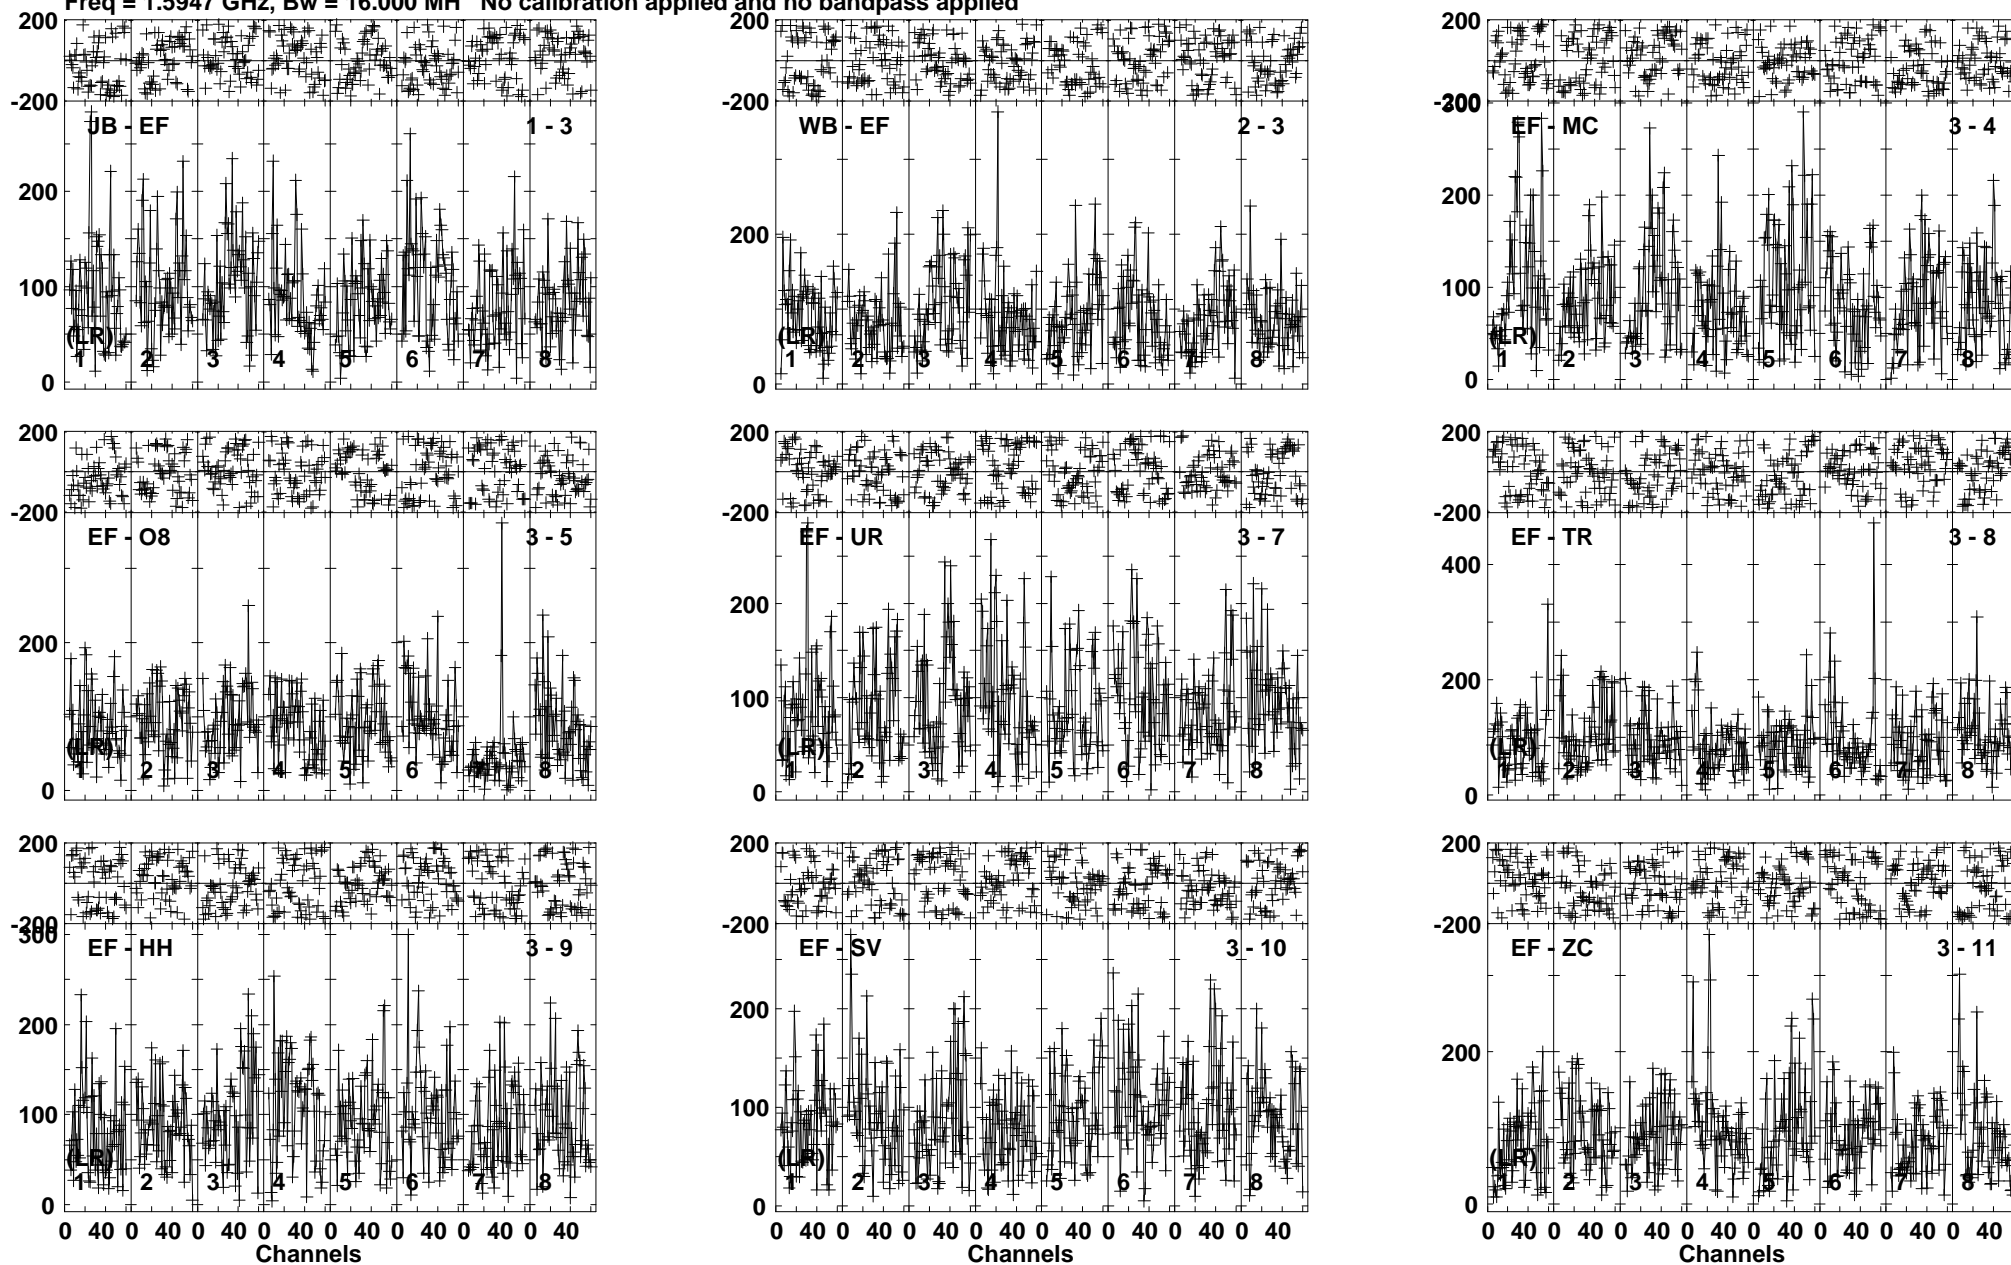 Freq = 1.5947 GHz, Bw = 16.000 MH No calibration applied and no bandpass applied
200 200 200
-200 -200 -200
JB - EF 1 - 3 WB - EF 2 - 3 300 EF - MC 3 - 4
200 200 200
100 100
(LR) (LR) (LR)
1 2 3 4 5 6 7 8 1 2 3 4 5 6 7 8 1 2 3 4 5 6 7 8
0 0 0
200 200 200
-200 -200 -200
EF - O8 3 - 5 EF - UR 3 - 7 EF - TR 3 - 8
400
200 200 200
100
(LR) (LR) (LR)
1 2 3 4 5 6 7 8 1 2 3 4 5 6 7 8 1 2 3 4 5 6 7 8
0 0 0
200 200 200
-200 -200 -200
300 EF - HH 3 - 9 EF - SV 3 - 10 EF - ZC 3 - 11
200 200 200
100 100
(LR) (LR) (LR)
1 2 3 4 5 6 7 8 1 2 3 4 5 6 7 8 1 2 3 4 5 6 7 8
0 0 0
0 40 0 40 0 40 0 40 0 40 0 40 0 40 0 40 0 40 0 40 0 40 0 40 0 40 0 40 0 40 0 40 0 40 0 40 0 40 0 40 0 40 0 40 0 40 0 40
Channels Channels Channels